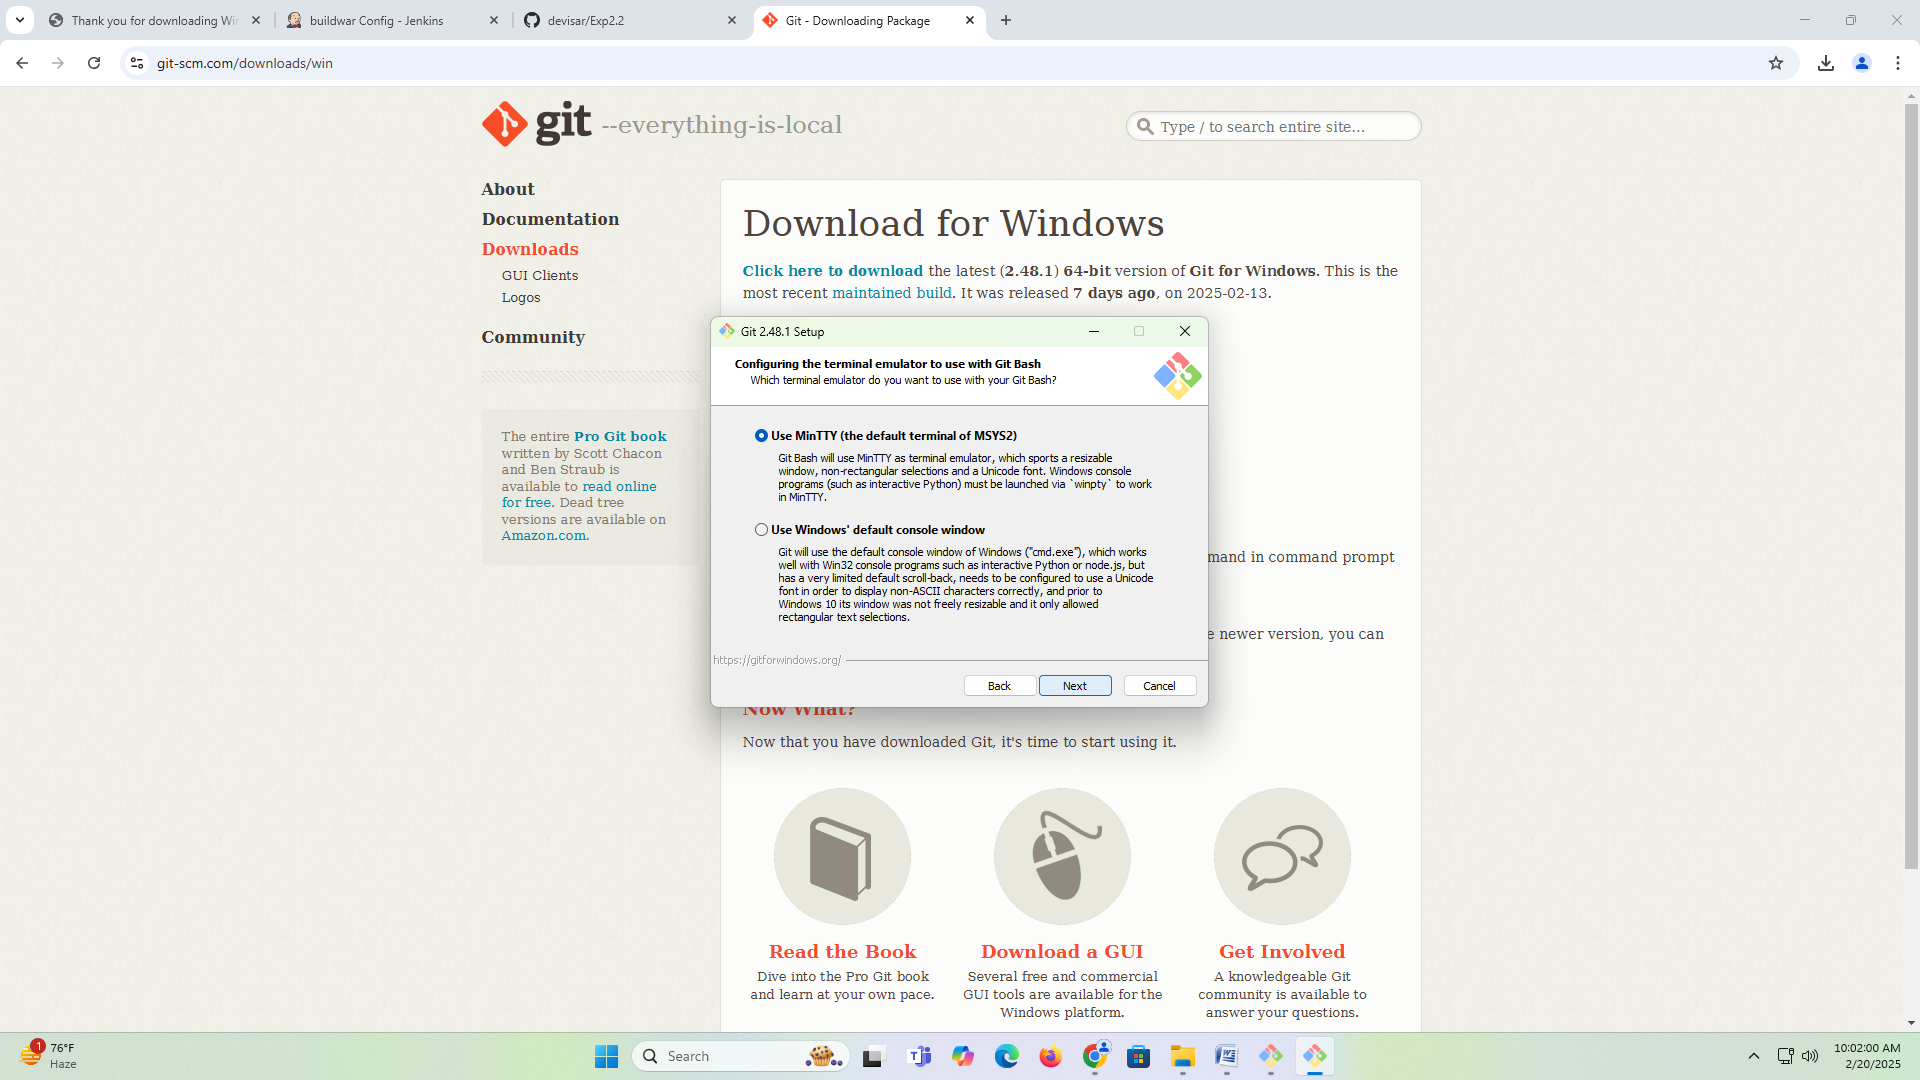 Thank you for downloading Win
buildwar Config - Jenkins
devisar/Exp2.2
Git - Downloading Package
git-scm.com/downloads/win
git --everything-is-local
Type / to search entire site...
About
Documentation
Downloads
GUI Clients
Logos
Community
The entire Pro Git book
written by Scott Chacon
and Ben Straub is
available to read online
for free. Dead tree
versions are available on
Amazon.com.
Download for Windows
Click here to download the latest (2.48.1) 64-bit version of Git for Windows. This is the
most recent maintained build. It was released 7 days ago, on 2025-02-13.
Git 2.48.1 Setup
Configuring the terminal emulator to use with Git Bash
Which terminal emulator do you want to use with your Git Bash?
Use MinTTY (the default terminal of MSYS2)
Git Bash will use MinTTY as terminal emulator, which sports a resizable
window, non-rectangular selections and a Unicode font. Windows console
programs (such as interactive Python) must be launched via `winpty` to work
in MinTTY.
Use Windows' default console window
Git will use the default console window of Windows ("cmd.exe"), which works
well with Win32 console programs such as interactive Python or node.js, but
has a very limited default scroll-back, needs to be configured to use a Unicode
font in order to display non-ASCII characters correctly, and prior to
Windows 10 its window was not freely resizable and it only allowed
rectangular text selections.
https://gitforwindows.org/
Back
Next
Cancel
mand in command prompt
e newer version, you can
Now What?
Now that you have downloaded Git, it's time to start using it.
Read the Book
Dive into the Pro Git book
and learn at your own pace.
Download a GUI
Several free and commercial
GUI tools are available for the
Windows platform.
Get Involved
A knowledgeable Git
community is available to
answer your questions.
1
76°F
Haze
Search
10:02:00 AM
2/20/2025